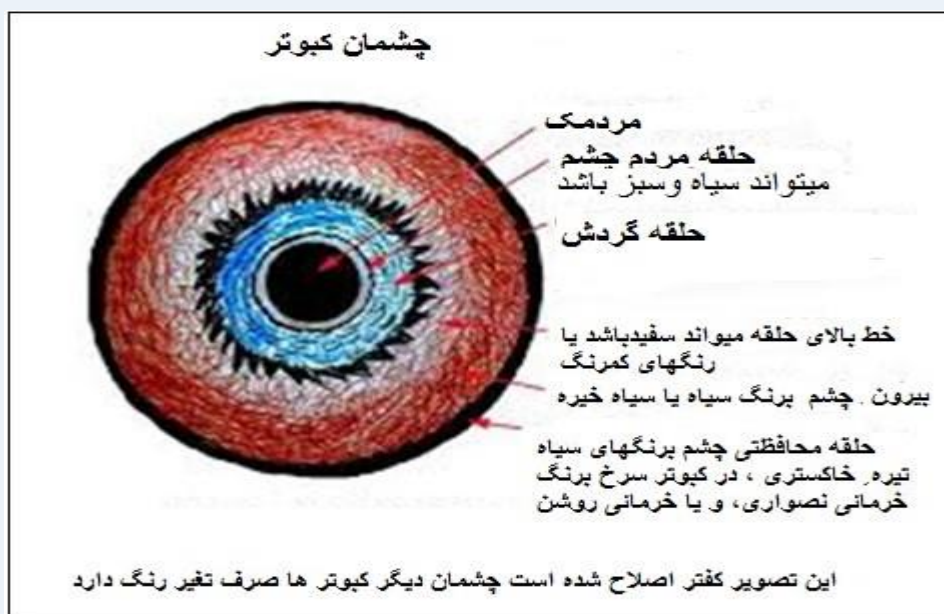 چشمان کبوتر
مردمک
حلقه مردم چشم
میتواند سیاه وسبز باشد
حلقه گردش
خط بالای حلقه میواند سفیدباشد یا
رنگهای کمرنگ
بیرون چشم برنگ سیاه یا سیاه خیره
حلقه محافظتی چشم برنگهای سیاه
تیره, خاکستری ، در کبوتر سرخ برنگ
خرمانی نصواری، و یا خرمانی روشن
این تصویر کفتر اصلاح شده است چشمان دیگر کبوتر ها صرف تغیر رنگ دارد